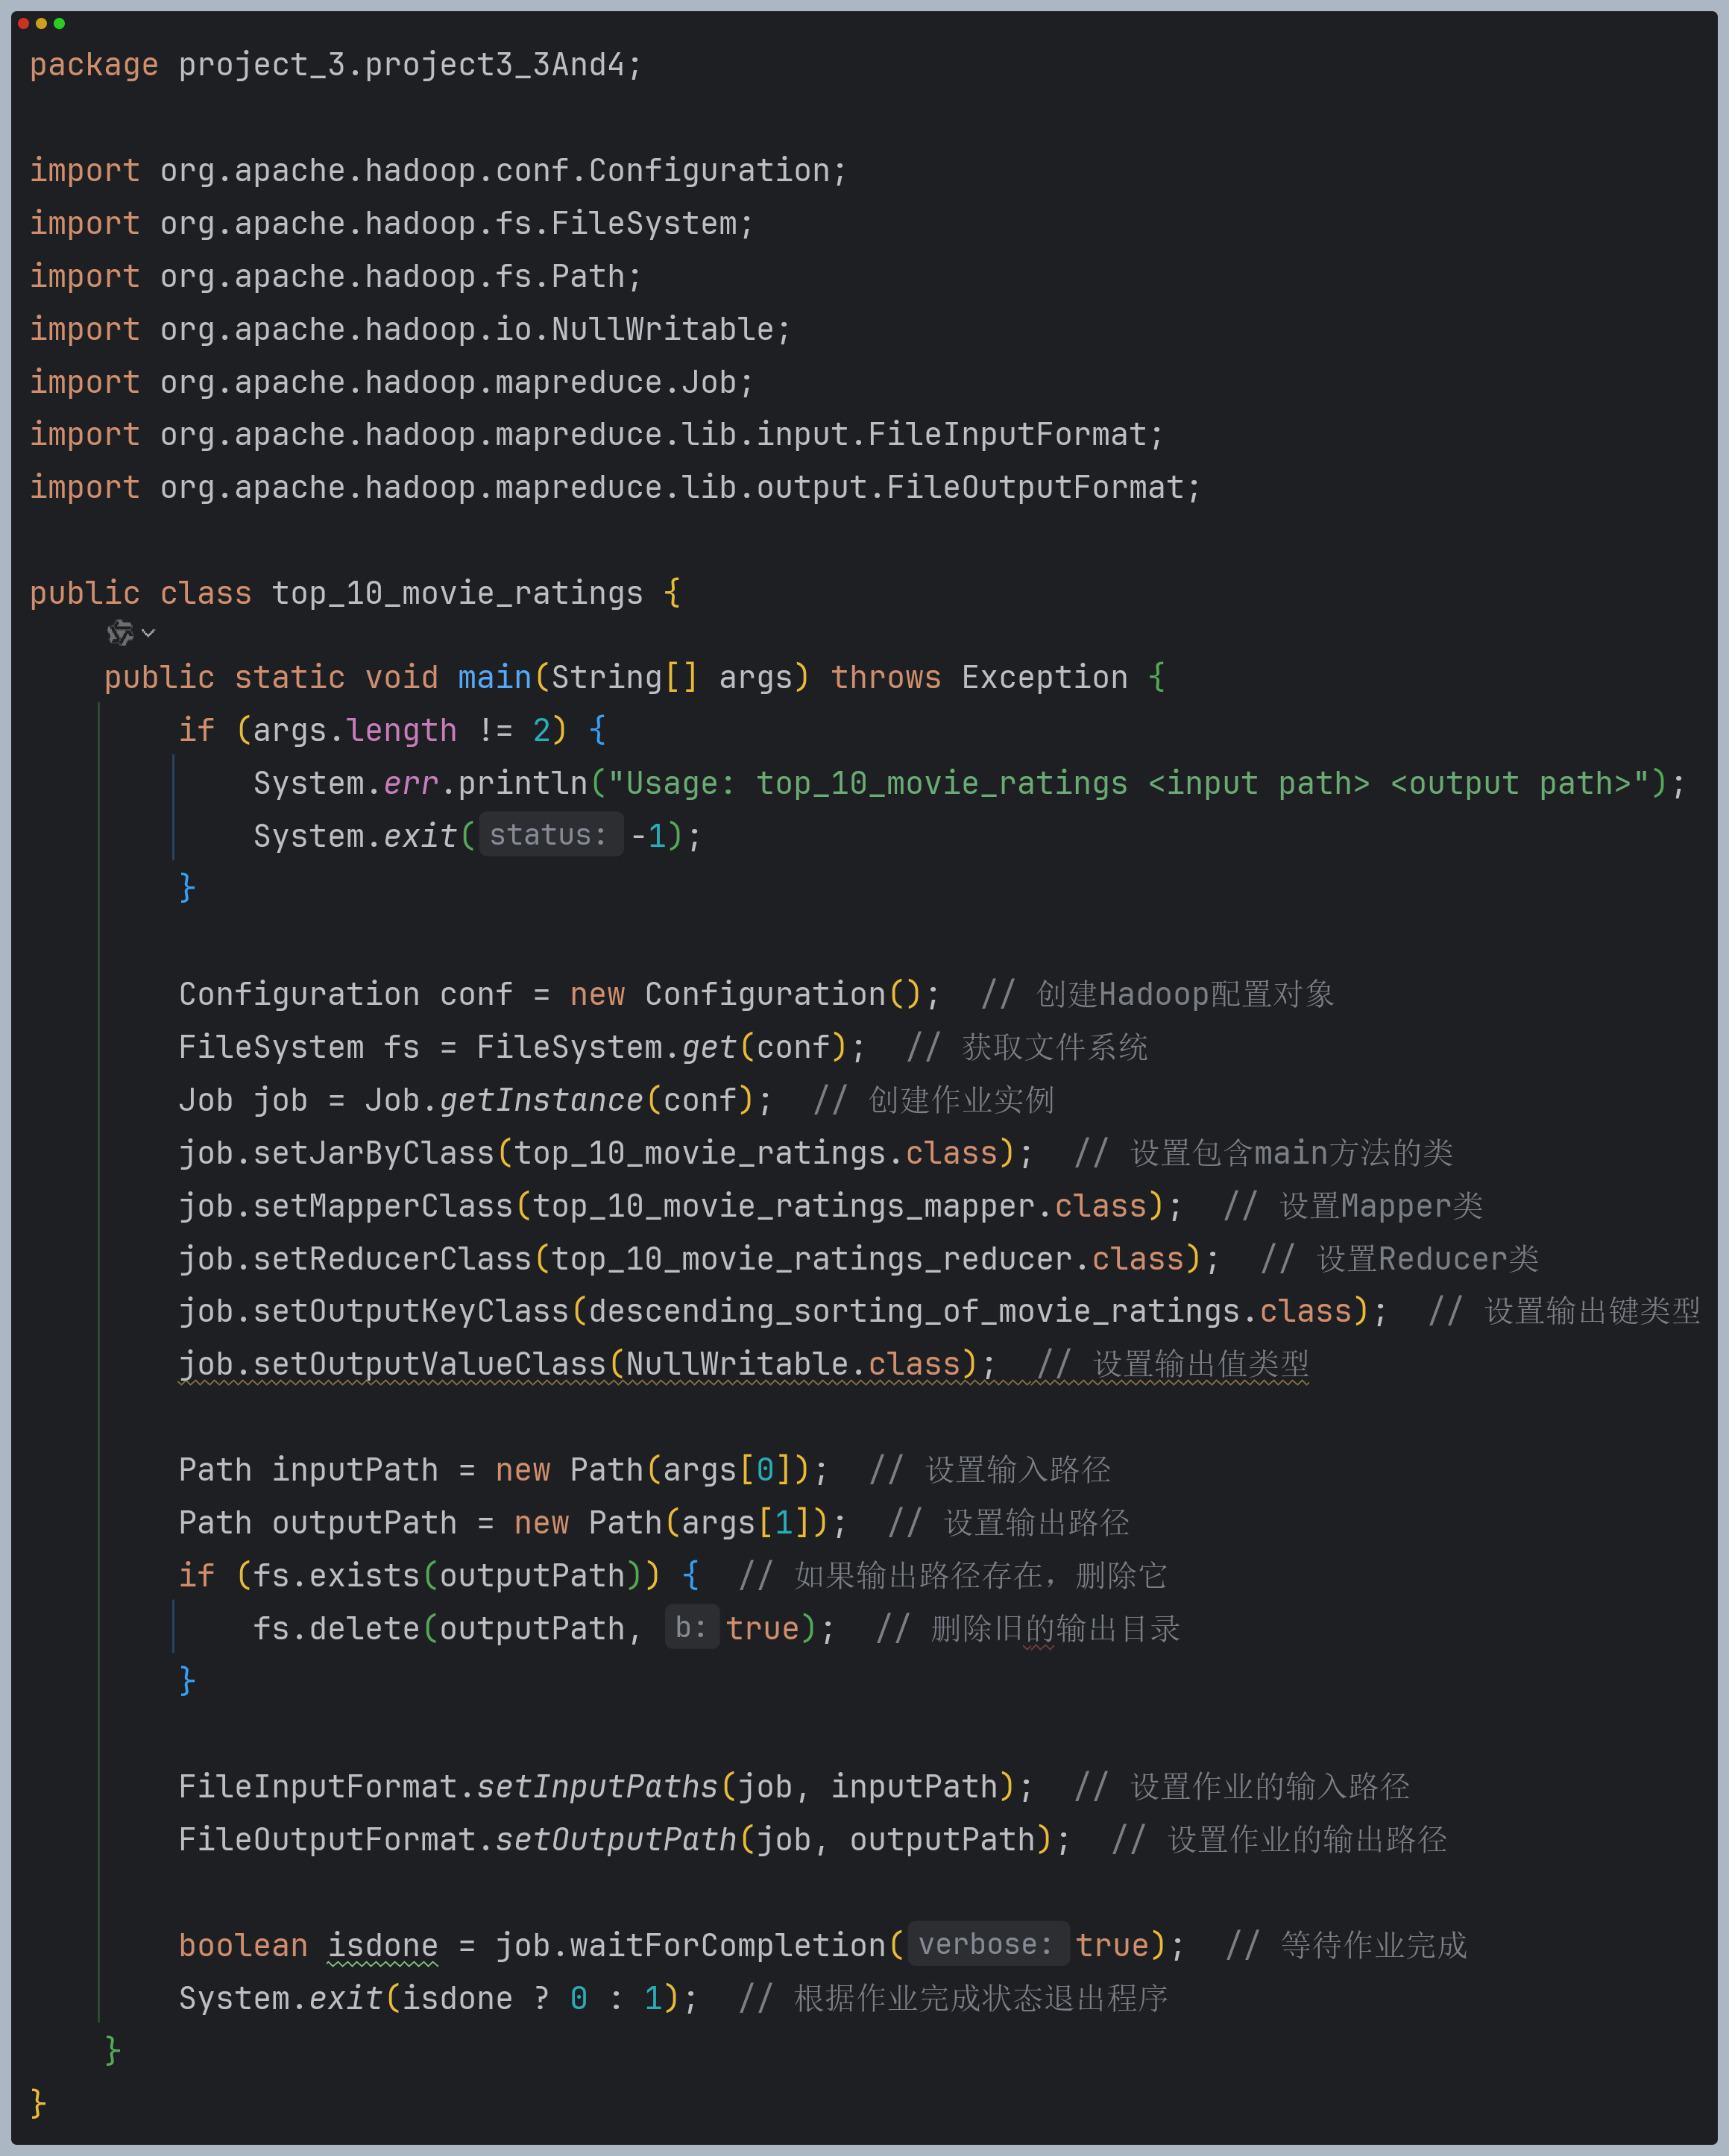 package project_3.project3_3And4;
import org.apache.hadoop.conf.Configuration;
import org.apache.hadoop.fs.FileSystem;
import org.apache.hadoop.fs.Path;
import org.apache.hadoop.io.NullWritable;
import org.apache.hadoop.mapreduce.Job;
import org.apache.hadoop.mapreduce.lib.input.FileInputFormat;
import org.apache.hadoop.mapreduce.lib.output.FileOutputFormat;
public class top_10_movie_ratings {
public static void main(String[] args) throws Exception {
if (args.length != 2) {
System.err.println("Usage: top_10_movie_ratings <input path> <output path>");
System.exit( status: -1);
}
Configuration conf = new Configuration();  // 创建Hadoop配置对象
FileSystem fs = FileSystem.get(conf);  // 获取文件系统
Job job = Job.getInstance(conf);  // 创建作业实例
job.setJarByClass(top_10_movie_ratings.class);  // 设置包含main方法的类
job.setMapperClass(top_10_movie_ratings_mapper.class);  // 设置Mapper类
job.setReducerClass(top_10_movie_ratings_reducer.class);  // 设置Reducer类
job.setOutputKeyClass(descending_sorting_of_movie_ratings.class);  // 设置输出键类型
job.setOutputValueClass(NullWritable.class);  // 设置输出值类型
Path inputPath = new Path(args[0]);  // 设置输入路径
Path outputPath = new Path(args[1]);  // 设置输出路径
if (fs.exists(outputPath)) {  // 如果输出路径存在，删除它
fs.delete(outputPath, b: true);  // 删除旧的输出目录
}
FileInputFormat.setInputPaths(job, inputPath);  // 设置作业的输入路径
FileOutputFormat.setOutputPath(job, outputPath);  // 设置作业的输出路径
boolean isdone = job.waitForCompletion( verbose: true);  // 等待作业完成
System.exit(isdone ? 0 : 1);  // 根据作业完成状态退出程序
}
}